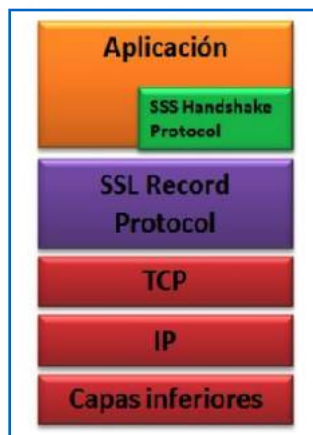 Aplicación
SSS Handshake
Protocol
SSL Record
Protocol
TCP
IP
Capas inferiores